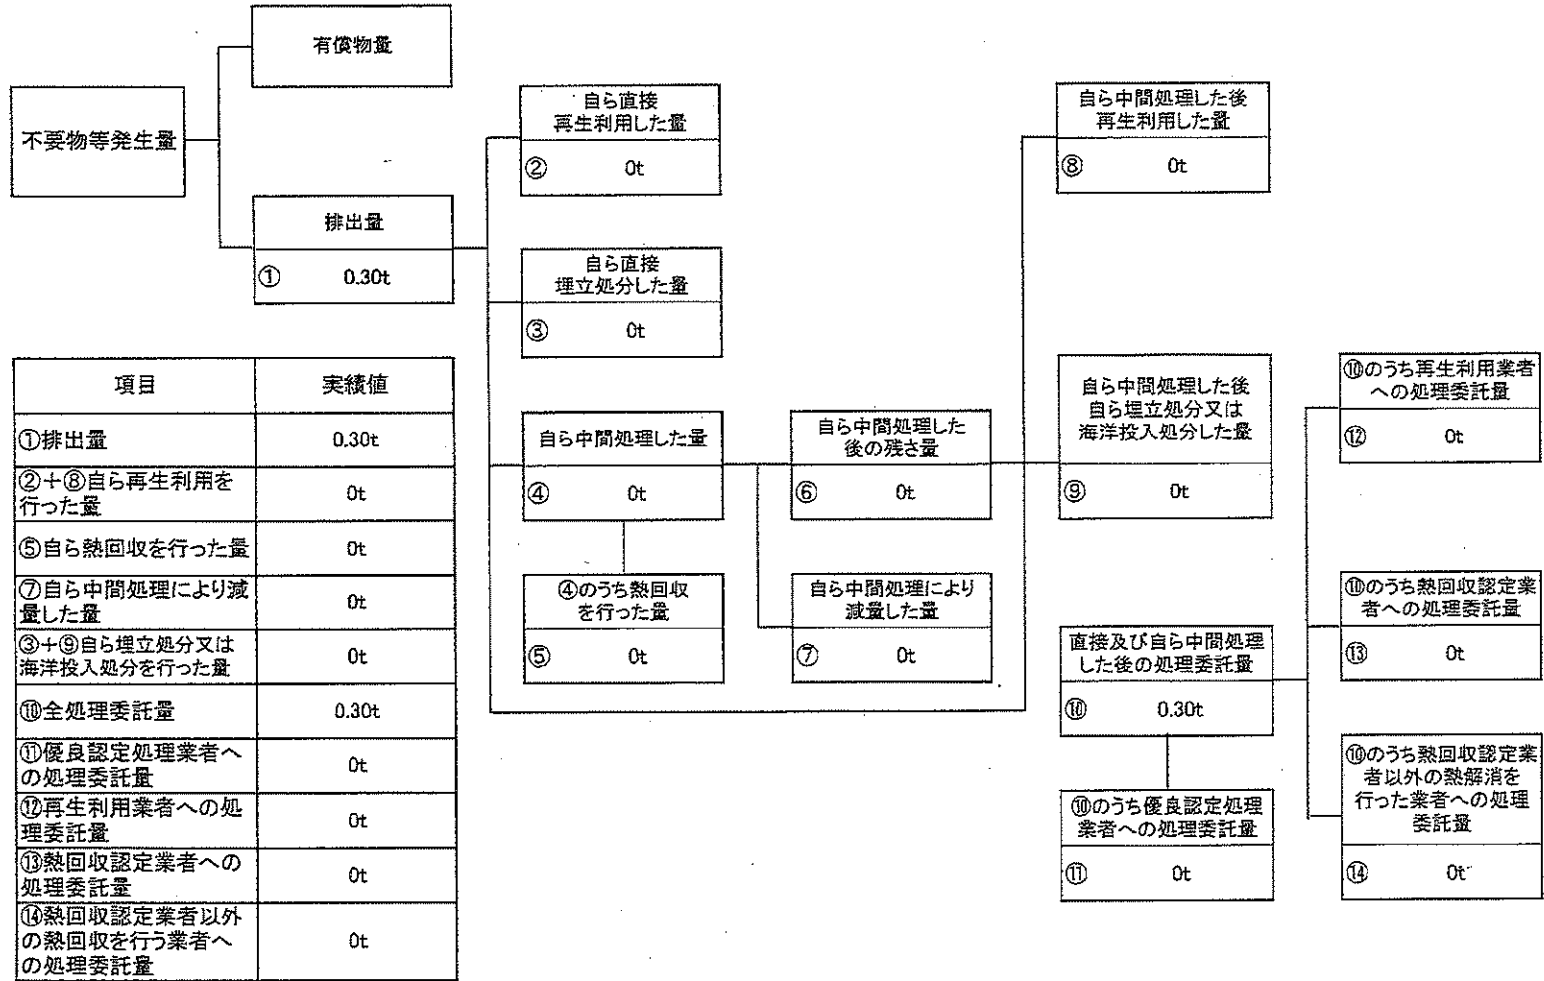 不要物等発生量
有償物量
排出量
① 0.30t
自ら直接
再生利用した量
② 0t
自ら直接
埋立処分した量
③ 0t
自ら中間処理した量
④ 0t
④のうち熱回収
を行った量
⑤ 0t
自ら中間処理した
後の残さ量
⑥ 0t
自ら中間処理により
減量した量
⑦ 0t
自ら中間処理した後
再生利用した量
⑧ 0t
自ら中間処理した後
自ら埋立処分又は
海洋投入処分した量
⑨ 0t
直接及び自ら中間処理
した後の処理委託量
⑩ 0.30t
⑩のうち優良認定処理
業者への処理委託量
⑪ 0t
⑩のうち再生利用業者
への処理委託量
⑫ 0t
⑩のうち熱回収認定業
者への処理委託量
⑬ 0t
⑩のうち熱回収認定業
者以外の熱解消を
行った業者への処理
委託量
⑭ 0t
項目 実績値
①排出量 0.30t
②+⑧自ら再生利用を
行った量 0t
⑤自ら熱回収を行った量 0t
⑦自ら中間処理により減
量した量 0t
③+⑨自ら埋立処分又は
海洋投入処分を行った量 0t
⑩全処理委託量 0.30t
⑪優良認定処理業者へ
の処理委託量 0t
⑫再生利用業者への処
理委託量 0t
⑬熱回収認定業者への
処理委託量 0t
⑭熱回収認定業者以外
の熱回収を行う業者へ
の処理委託量 0t